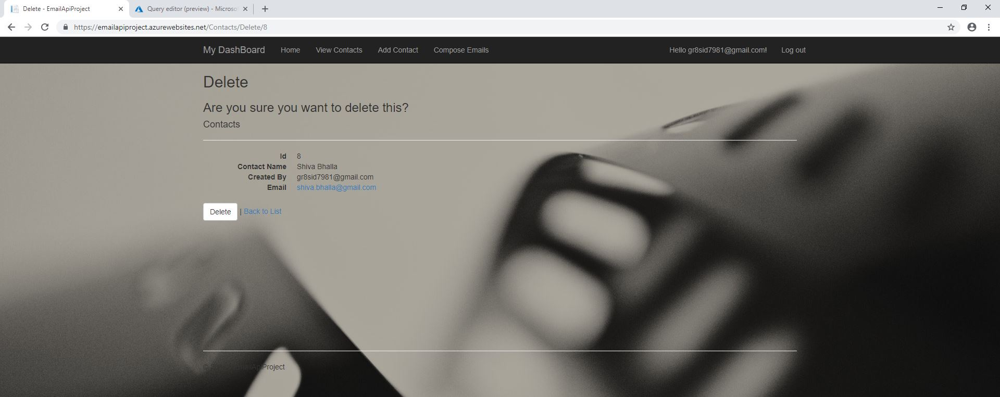 Delete - EmailApiProject
Query editor (preview) - Microso
https://emailapiproject.azurewebsites.net/Contacts/Delete/8
My DashBoard Home View Contacts Add Contact Compose Emails Hello gr8sid7981@gmail.com! Log out
Delete
Are you sure you want to delete this?
Contacts
Id 8
Contact Name Shiva Bhalla
Created By gr8sid7981@gmail.com
Email shiva.bhalla@gmail.com
Delete | Back to List
© EmailApiProject